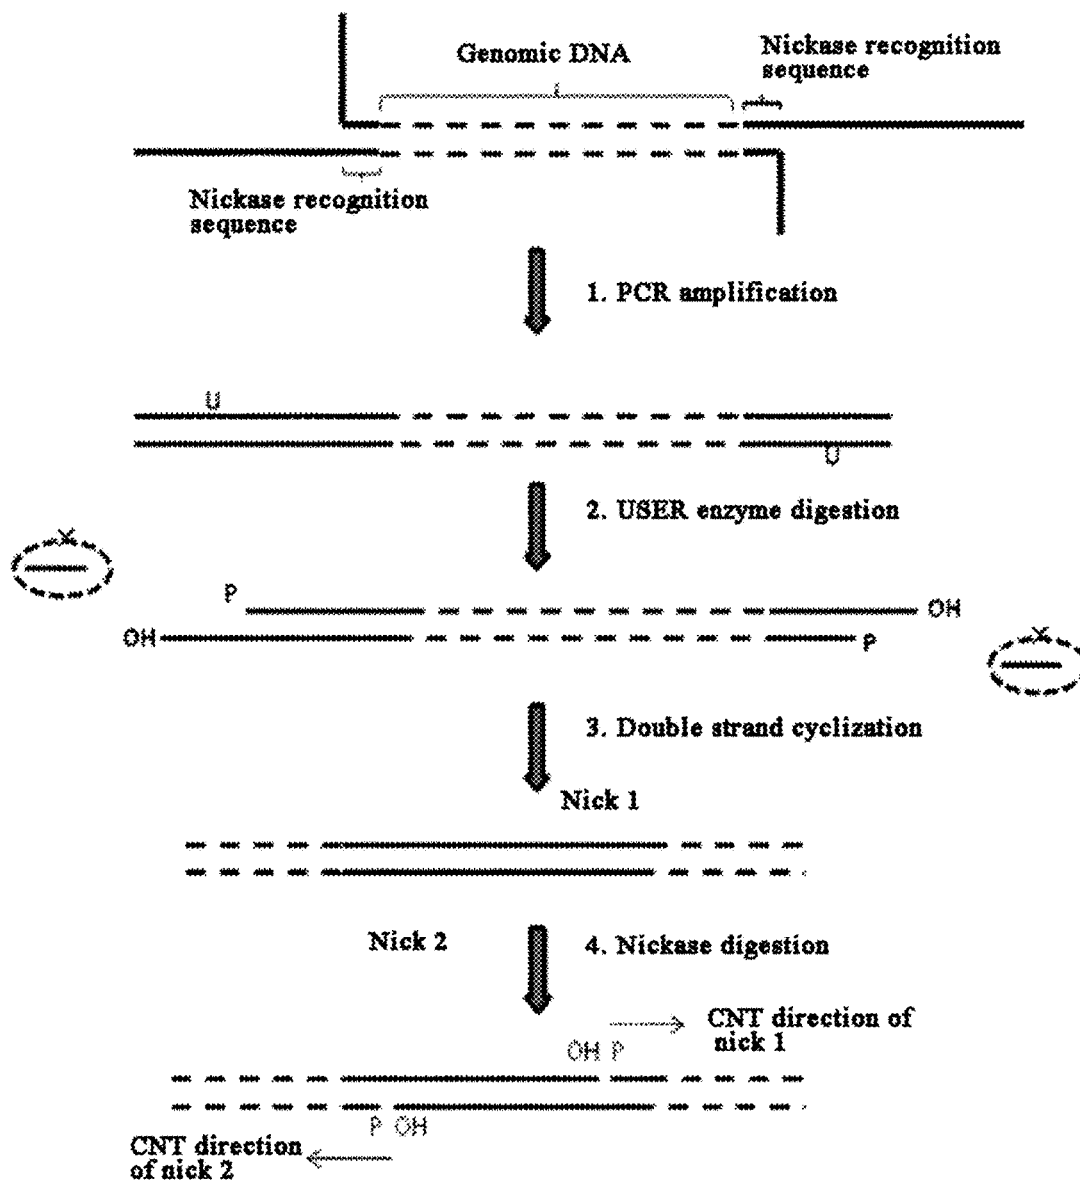 Genomic DNA
Nickase recognition
sequence
Nickase recognition
sequence
1. PCR amplification
U
U
2. USER enzyme digestion
X
P
OH
OH
P
X
3. Double strand cyclization
Nick 1
Nick 2
4. Nickase digestion
CNT direction of
nick 1
OH P
P OH
CNT direction
of nick 2